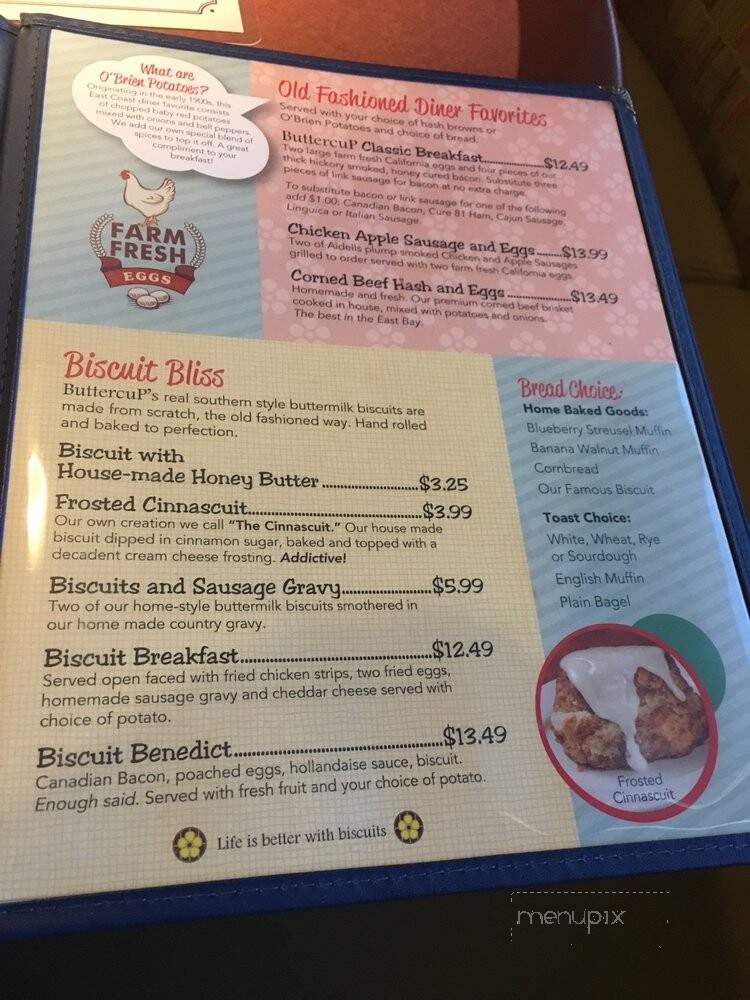 What are
O'Brien Potatoes?
Originating in the early 1900s, this
East Coast diner favorite consists
of chopped baby red potatoes
mixed with onions and bell peppers.
We add our own special blend of
spices to top it off. A great
compliment to your
breakfast!
FARM
FRESH
EGGS
Old Fashioned Diner Favorites
Served with your choice of hash browns or
O'Brien Potatoes and choice of bread.
ButtercuP Classic Breakfast..................$12.49
Two large farm fresh California eggs and four pieces of our
thick hickory smoked, honey cured bacon. Substitute three
pieces of link sausage for bacon at no extra charge.
To substitute bacon or link sausage for one of the following
add $1.00: Canadian Bacon, Cure 81 Ham, Cajun Sausage,
Linguica or Italian Sausage.
Chicken Apple Sausage and Eggs........$13.99
Two of Aidells plump smoked Chicken and Apple Sausages
grilled to order served with two farm fresh California eggs.
Corned Beef Hash and Eggs..................$13.49
Homemade and fresh. Our premium corned beef brisket
cooked in house, mixed with potatoes and onions.
The best in the East Bay.
Biscuit Bliss
ButtercuP's real southern style buttermilk biscuits are
made from scratch, the old fashioned way. Hand rolled
and baked to perfection.
Biscuit with
House-made Honey Butter ..........................$3.25
Frosted Cinnascuit................................................$3.99
Our own creation we call "The Cinnascuit." Our house made
biscuit dipped in cinnamon sugar, baked and topped with a
decadent cream cheese frosting. Addictive!
Biscuits and Sausage Gravy.........................$5.99
Two of our home-style buttermilk biscuits smothered in
our home made country gravy.
Biscuit Breakfast....................................................$12.49
Served open faced with fried chicken strips, two fried eggs,
homemade sausage gravy and cheddar cheese served with
choice of potato.
Biscuit Benedict.......................................................$13.49
Canadian Bacon, poached eggs, hollandaise sauce, biscuit.
Enough said. Served with fresh fruit and your choice of potato.
Life is better with biscuits
Bread Choice:
Home Baked Goods:
Blueberry Streusel Muffin
Banana Walnut Muffin
Cornbread
Our Famous Biscuit
Toast Choice:
White, Wheat, Rye
or Sourdough
English Muffin
Plain Bagel
Frosted
Cinnascuit
menupix